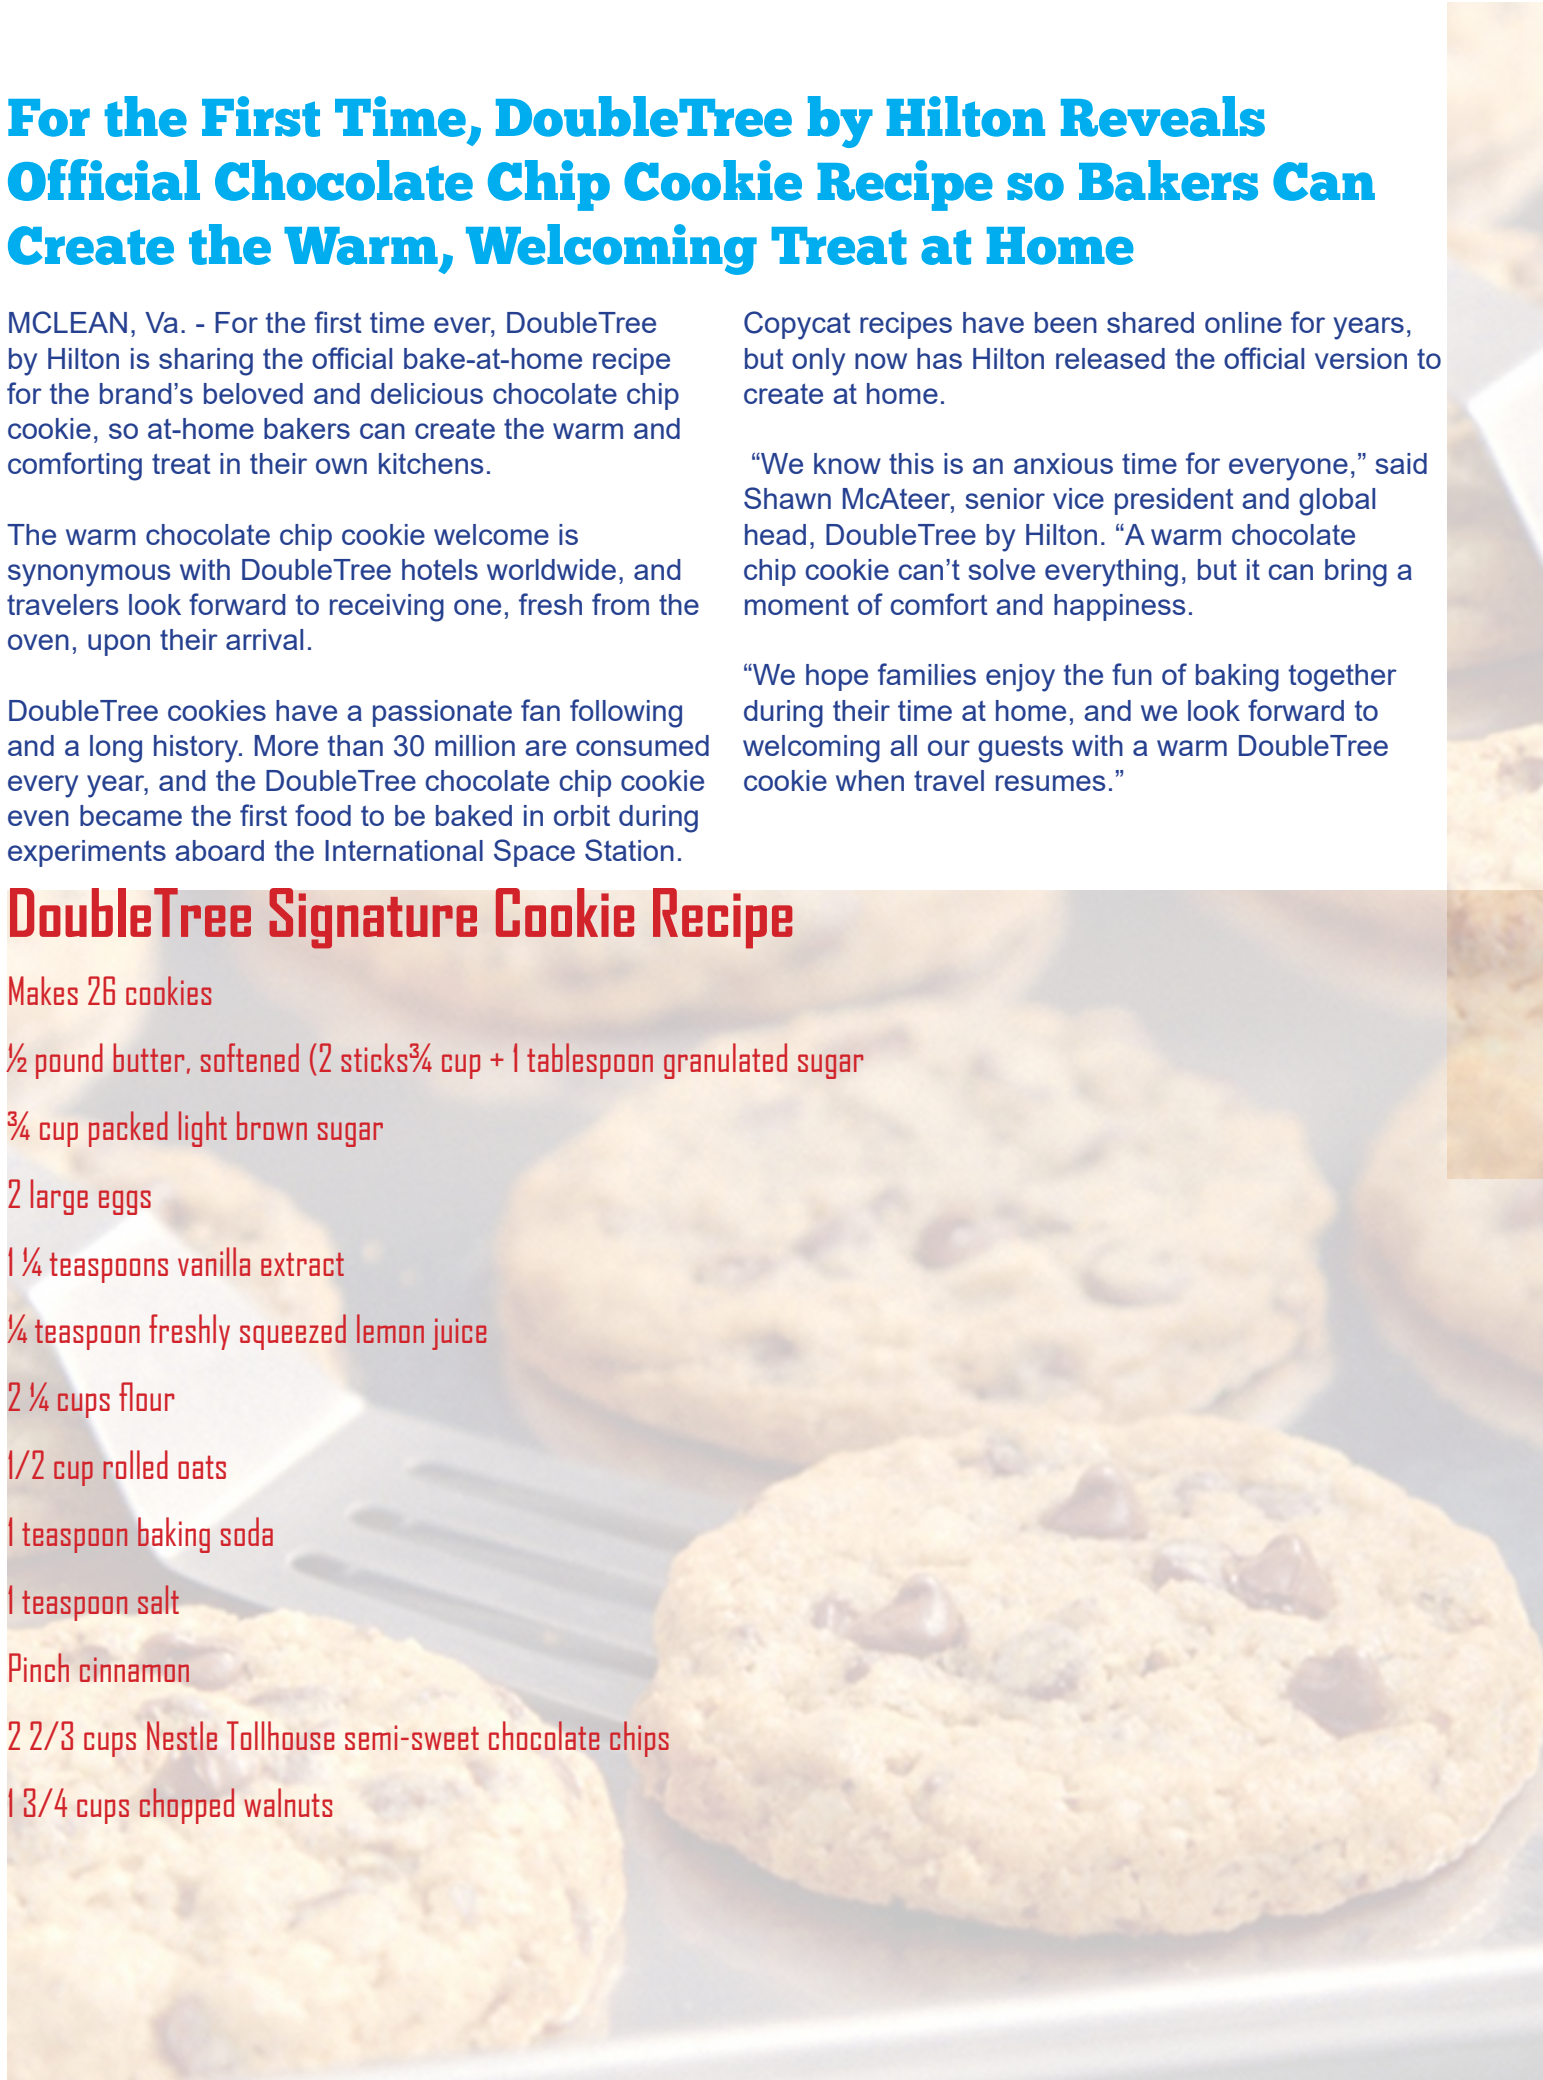 For the First Time, DoubleTree by Hilton Reveals
Official Chocolate Chip Cookie Recipe so Bakers Can
Create the Warm, Welcoming Treat at Home
MCLEAN, Va. - For the first time ever, DoubleTree
by Hilton is sharing the official bake-at-home recipe
for the brand’s beloved and delicious chocolate chip
cookie, so at-home bakers can create the warm and
comforting treat in their own kitchens.
The warm chocolate chip cookie welcome is
synonymous with DoubleTree hotels worldwide, and
travelers look forward to receiving one, fresh from the
oven, upon their arrival.
DoubleTree cookies have a passionate fan following
and a long history. More than 30 million are consumed
every year, and the DoubleTree chocolate chip cookie
even became the first food to be baked in orbit during
experiments aboard the International Space Station.
Copycat recipes have been shared online for years,
but only now has Hilton released the official version to
create at home.
“We know this is an anxious time for everyone,” said
Shawn McAteer, senior vice president and global
head, DoubleTree by Hilton. “A warm chocolate
chip cookie can’t solve everything, but it can bring a
moment of comfort and happiness.
“We hope families enjoy the fun of baking together
during their time at home, and we look forward to
welcoming all our guests with a warm DoubleTree
cookie when travel resumes.”
DoubleTree Signature Cookie Recipe
Makes 26 cookies
½ pound butter, softened (2 sticks¾ cup + 1 tablespoon granulated sugar
¾ cup packed light brown sugar
2 large eggs
1 ¼ teaspoons vanilla extract
¼ teaspoon freshly squeezed lemon juice
2 ¼ cups flour
1/2 cup rolled oats
1 teaspoon baking soda
1 teaspoon salt
Pinch cinnamon
2 2/3 cups Nestle Tollhouse semi-sweet chocolate chips
1 3/4 cups chopped walnuts